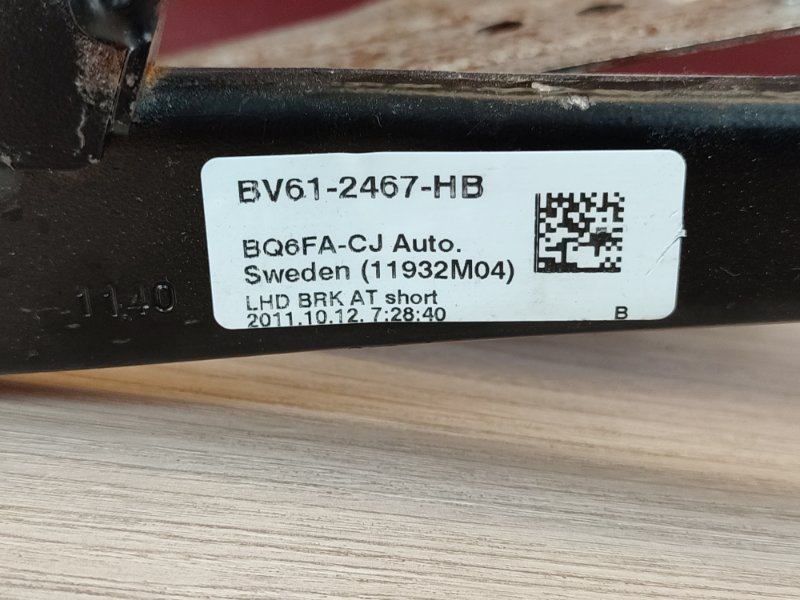 BV61-2467-HB
BQ6FA-CJ Auto.
Sweden (11932M04)
LHD BRK AT short
2011.10.12. 7:28:40
B
1140